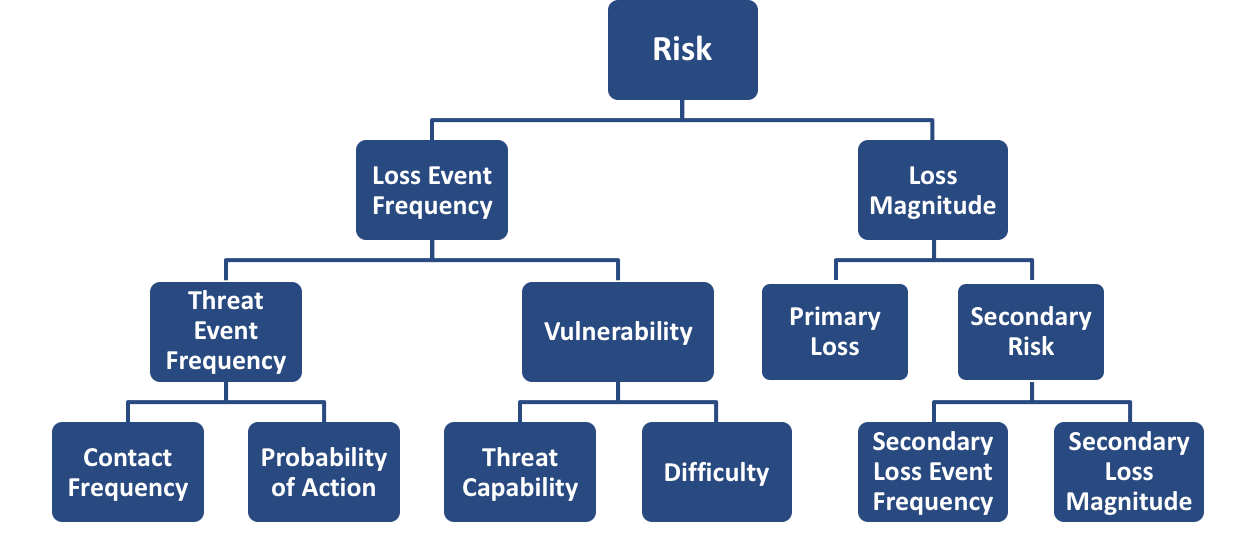 Risk
Loss Event
Frequency
Loss
Magnitude
Threat
Event
Frequency
Vulnerability
Primary
Loss
Secondary
Risk
Contact
Frequency
Probability
of Action
Threat
Capability
Difficulty
Secondary
Loss Event
Frequency
Secondary
Loss
Magnitude